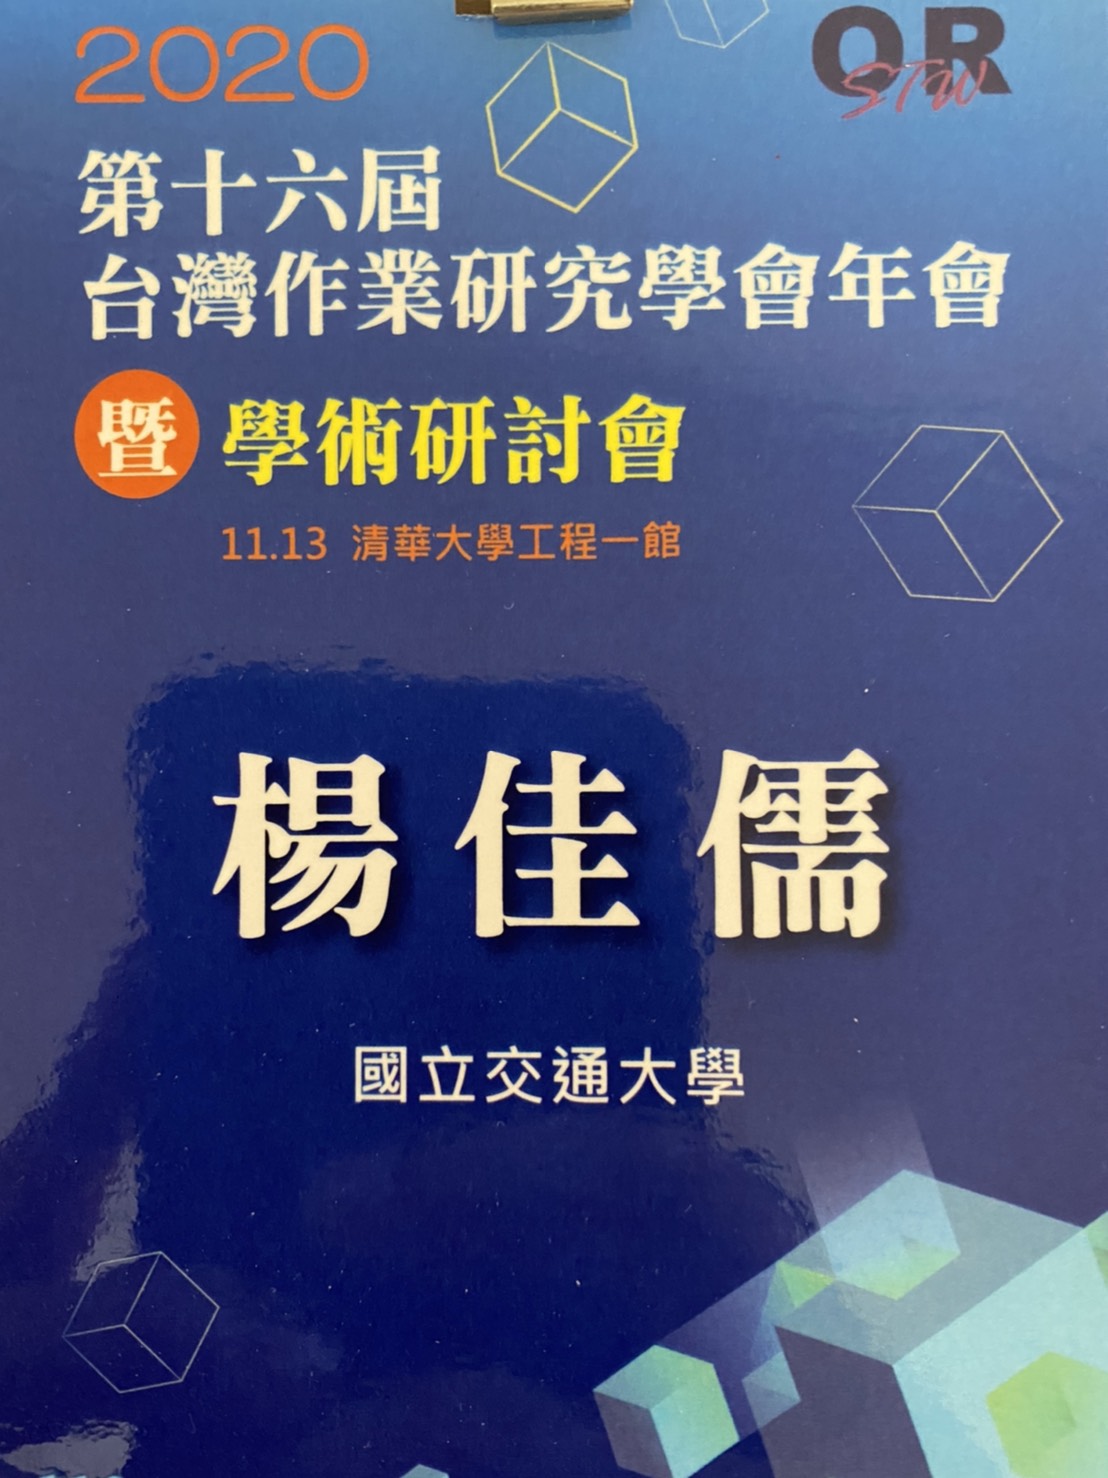 2020
ORSTW
第十六屆
台灣作業研究學會年會
暨 學術研討會
11.13 清華大學工程一館
楊佳儒
國立交通大學